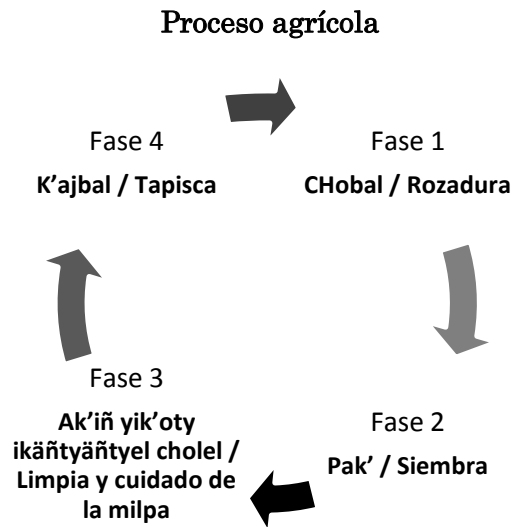 Proceso agrícola
Fase 4
K’ajbal / Tapisca
Fase 1
CHobal / Rozadura
Fase 3
Ak’iñ yik’oty
ikäñtyäñtyel cholel /
Limpia y cuidado de
la milpa
Fase 2
Pak’ / Siembra